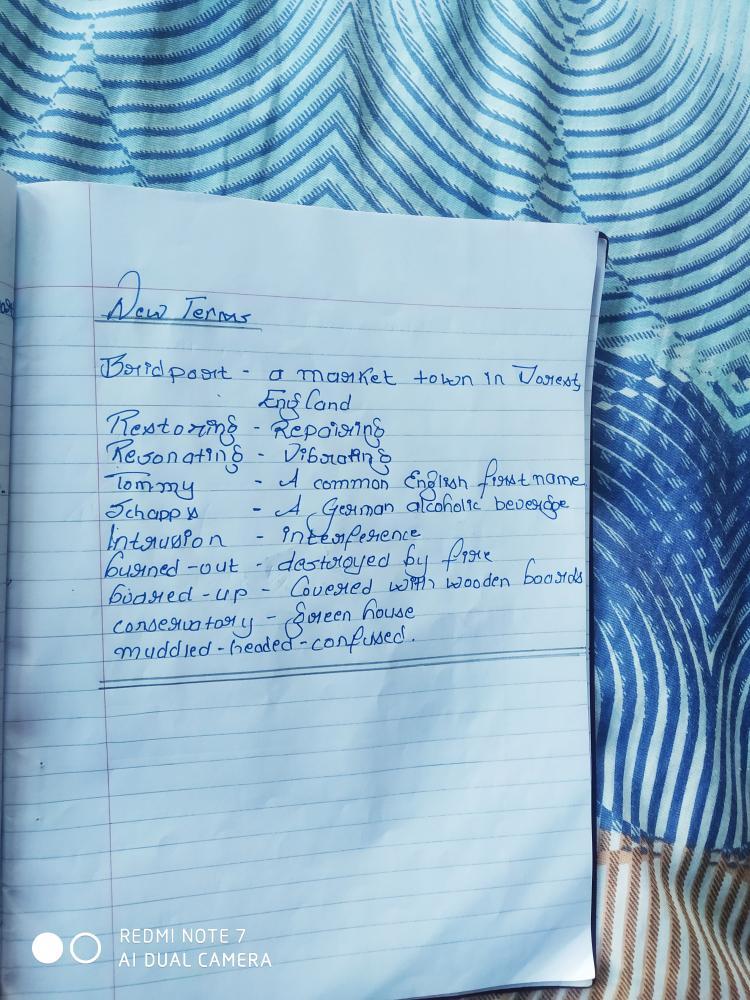 New Terms
Bridport - a market town in Dorest,
England
Restoring - Repairing
Resonating - Vibrating
Tommy - A common English first name
Schapps - A German alcoholic beverage
Intrusion - interference
burned-out - destroyed by fire
boared-up - Covered with wooden boards
conservatory - Green house
muddled-headed-confused.
REDMI NOTE 7
AI DUAL CAMERA